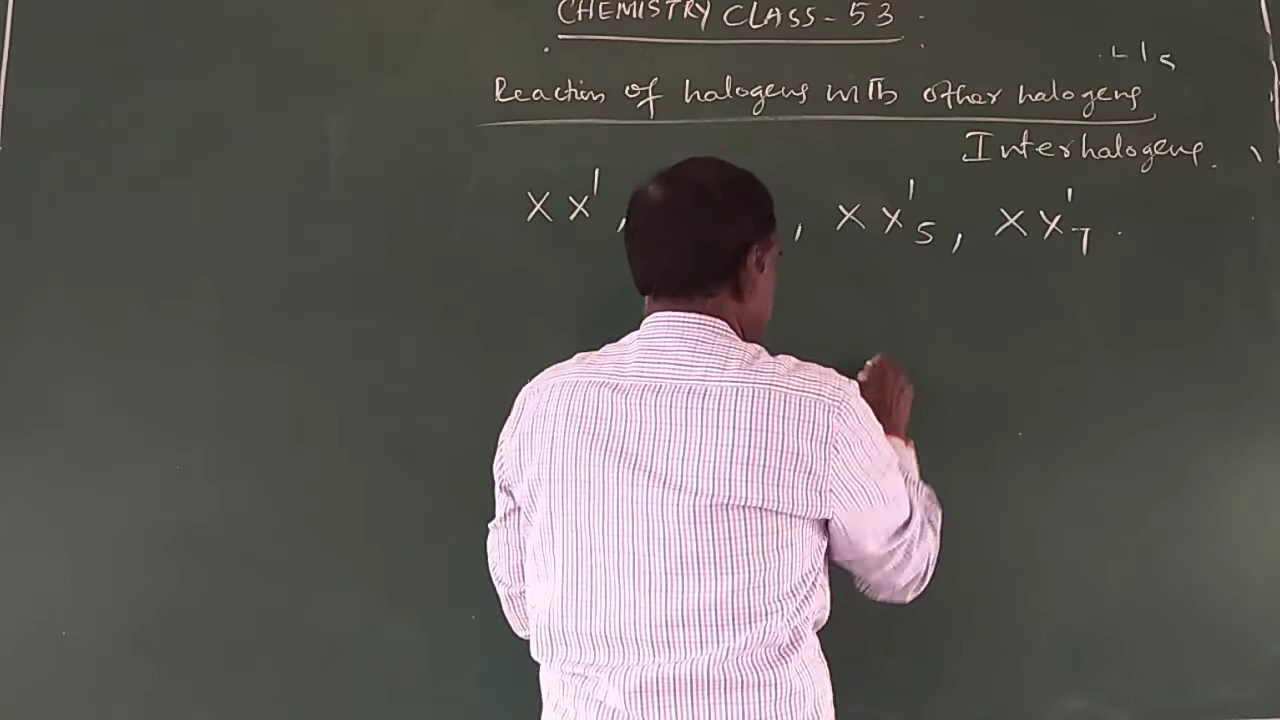 CHEMISTRY CLASS - 53
Reaction of halogens with other halogens
Interhalogens.
XX', , XX'5, XX'7.